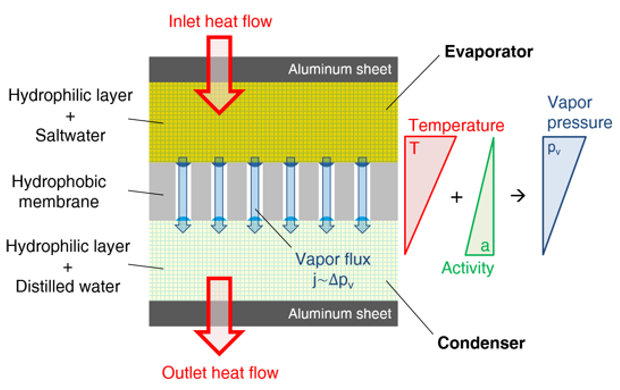 Inlet heat flow
Aluminum sheet
Evaporator
Hydrophilic layer
+
Saltwater
Hydrophobic
membrane
Hydrophilic layer
+
Distilled water
Vapor flux
j~Δpv
Aluminum sheet
Condenser
Outlet heat flow
Temperature
T
+
a
Activity
→
Vapor
pressure
pv